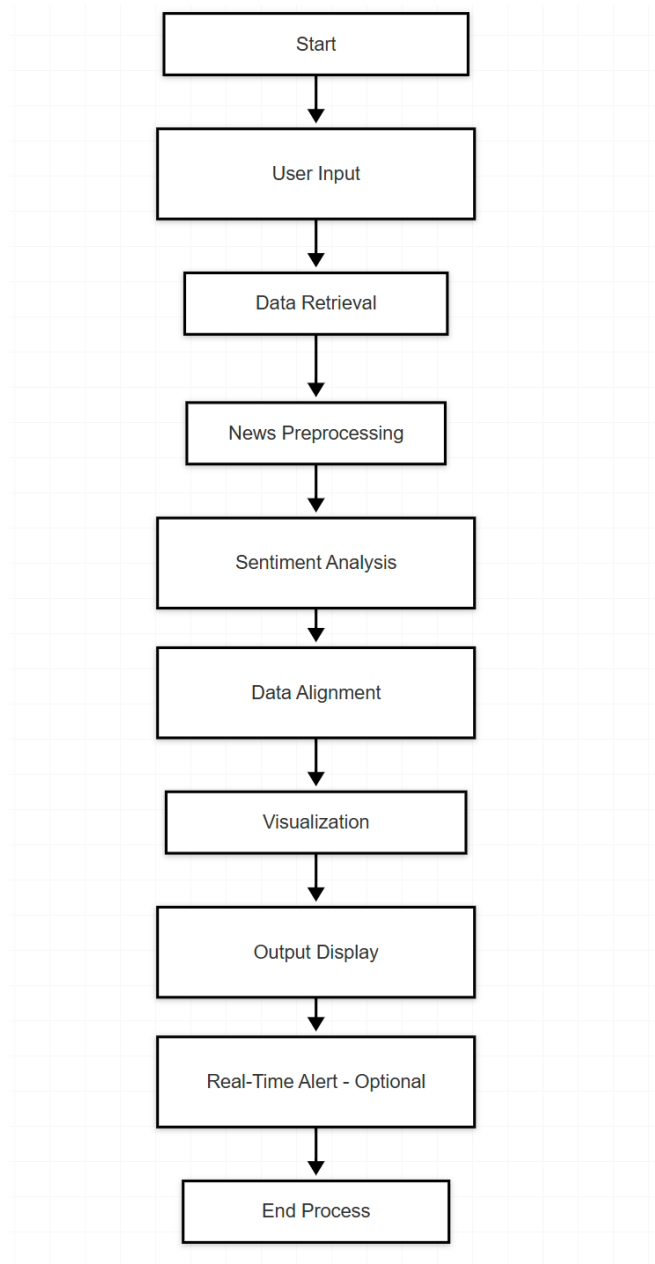 Start
User Input
Data Retrieval
News Preprocessing
Sentiment Analysis
Data Alignment
Visualization
Output Display
Real-Time Alert - Optional
End Process